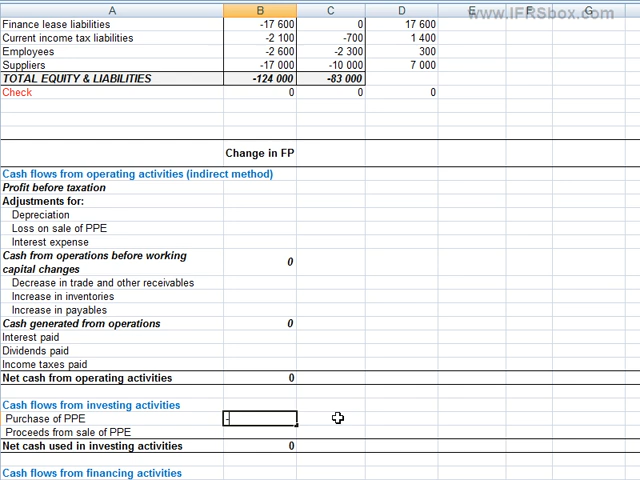 A B C D E F G
www.IFRSbox.com
Finance lease liabilities -17 600 0 17 600
Current income tax liabilities -2 100 -700 1 400
Employees -2 600 -2 300 300
Suppliers -17 000 -10 000 7 000
TOTAL EQUITY & LIABILITIES -124 000 -83 000
Check 0 0 0
Change in FP
Cash flows from operating activities (indirect method)
Profit before taxation
Adjustments for:
Depreciation
Loss on sale of PPE
Interest expense
Cash from operations before working
capital changes 0
Decrease in trade and other receivables
Increase in inventories
Increase in payables
Cash generated from operations 0
Interest paid
Dividends paid
Income taxes paid
Net cash from operating activities 0
Cash flows from investing activities
Purchase of PPE -
Proceeds from sale of PPE
Net cash used in investing activities 0
Cash flows from financing activities